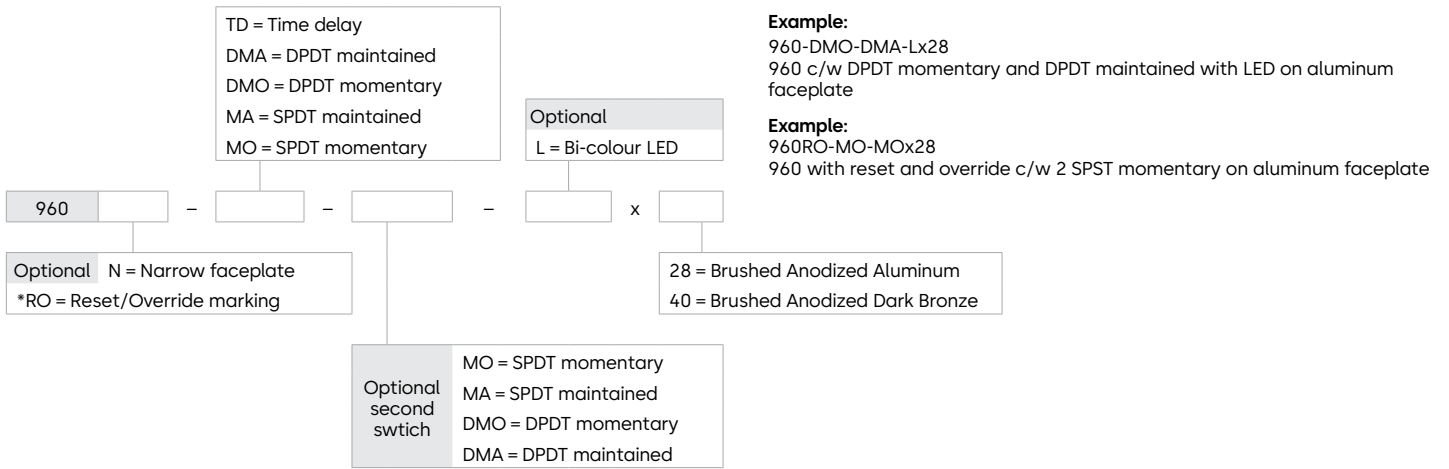 TD = Time delay
DMA = DPDT maintained
DMO = DPDT momentary
MA = SPDT maintained
MO = SPDT momentary
Optional
L = Bi-colour LED
Example:
960-DMO-DMA-Lx28
960 c/w DPDT momentary and DPDT maintained with LED on aluminum
faceplate
Example:
960RO-MO-MOx28
960 with reset and override c/w 2 SPST momentary on aluminum faceplate
960 – – – x
Optional N = Narrow faceplate
*RO = Reset/Override marking
28 = Brushed Anodized Aluminum
40 = Brushed Anodized Dark Bronze
Optional
second
swtich
MO = SPDT momentary
MA = SPDT maintained
DMO = DPDT momentary
DMA = DPDT maintained